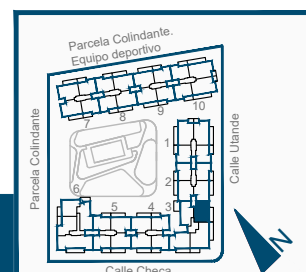 Parcela Colindante.
Equipo deportivo
10
9
8
7
Parcela Colindante
Calle Utande
1
2
3
4
5
6
Calle Checa
N